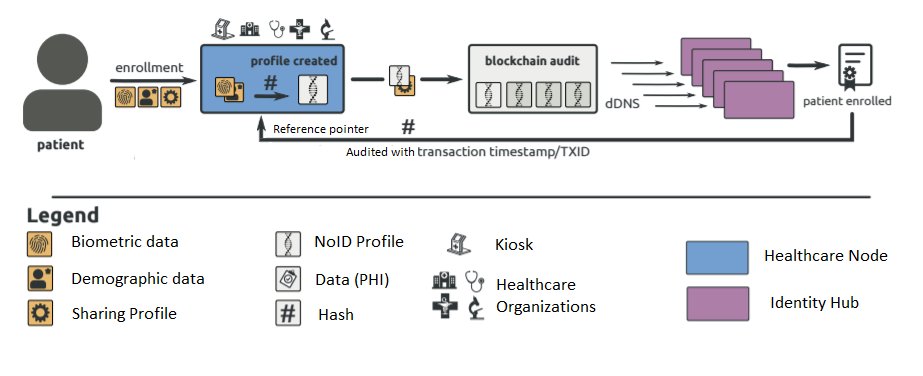 enrollment
profile created
#
blockchain audit
dDNS
patient enrolled
patient
Reference pointer
#
Audited with transaction timestamp/TXID
Legend
Biometric data
NoID Profile
Kiosk
Healthcare Node
Demographic data
Data (PHI)
Healthcare
Organizations
Sharing Profile
#
Hash
Identity Hub